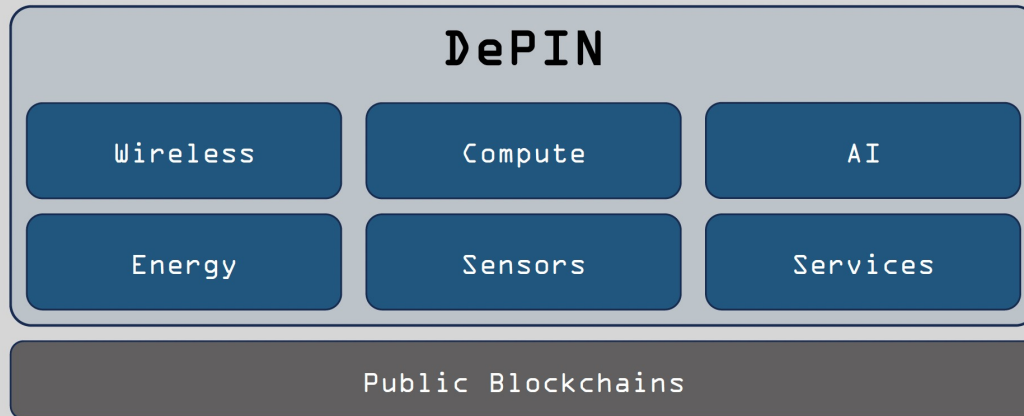 DePIN
Wireless Compute AI
Energy Sensors Services
Public Blockchains